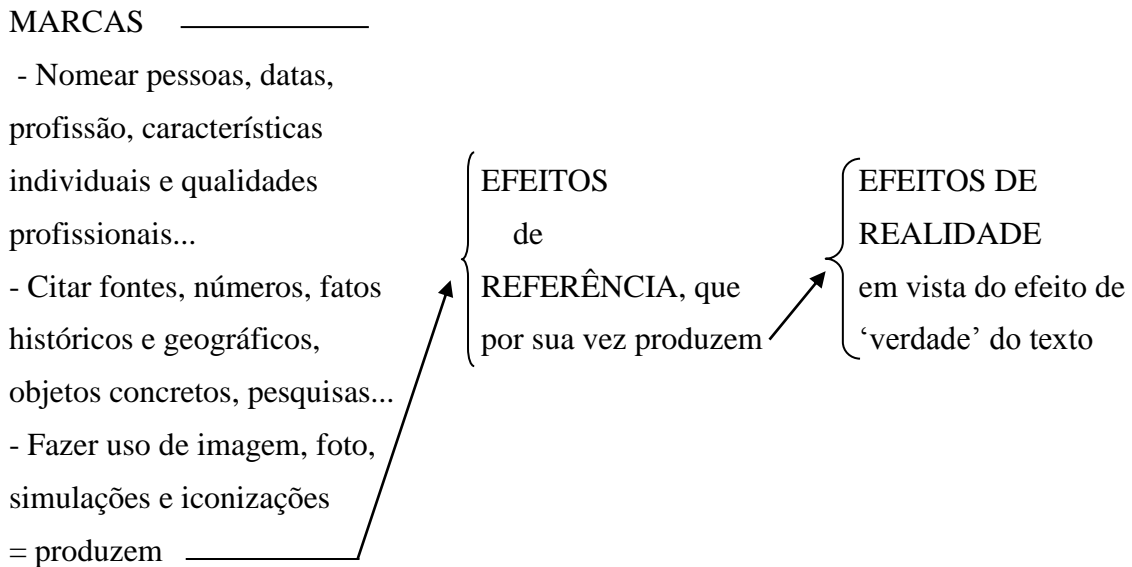 MARCAS
- Nomear pessoas, datas,
profissão, características
individuais e qualidades
profissionais...
- Citar fontes, números, fatos
históricos e geográficos,
objetos concretos, pesquisas...
- Fazer uso de imagem, foto,
simulações e iconizações
= produzem
EFEITOS
de
REFERÊNCIA, que
por sua vez produzem
EFEITOS DE
REALIDADE
em vista do efeito de
‘verdade’ do texto